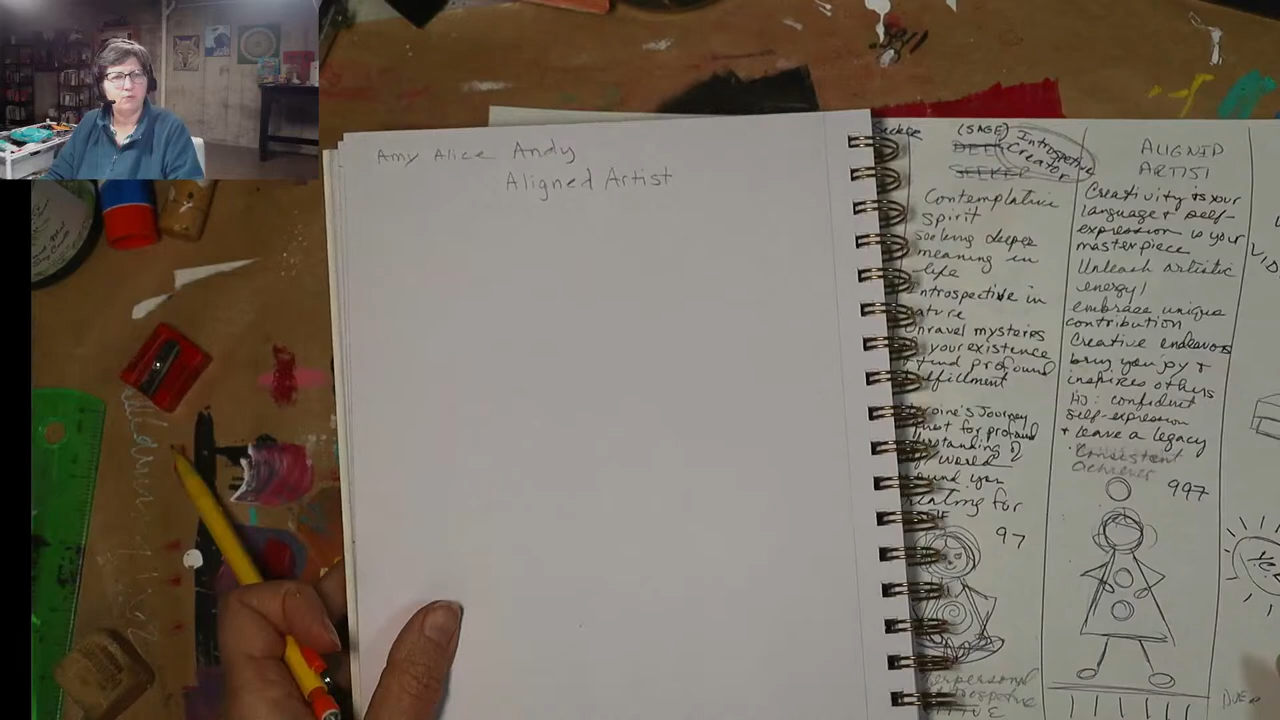 Amy Alice Andy
Aligned Artist
Seeker
(SAGE)
Introspective
Creator
SEEKER
Contemplative
spirit
seeking deeper
meaning in
life
Introspective in
nature
Unravel mysteries
your existence
+ find profound
fulfillment
Heroine's Journey
quest for profound
understanding of
/ world
around you
creating for
SELF
97
ALIGNED
ARTIST
Creativity is your
language + self-
expression is your
masterpiece
Unleash artistic
energy!
embrace unique
contribution
Creative endeavors
bring you joy +
inspires others
HJ: confident
self-expression
+ leave a legacy
Consistent
Achiever
997